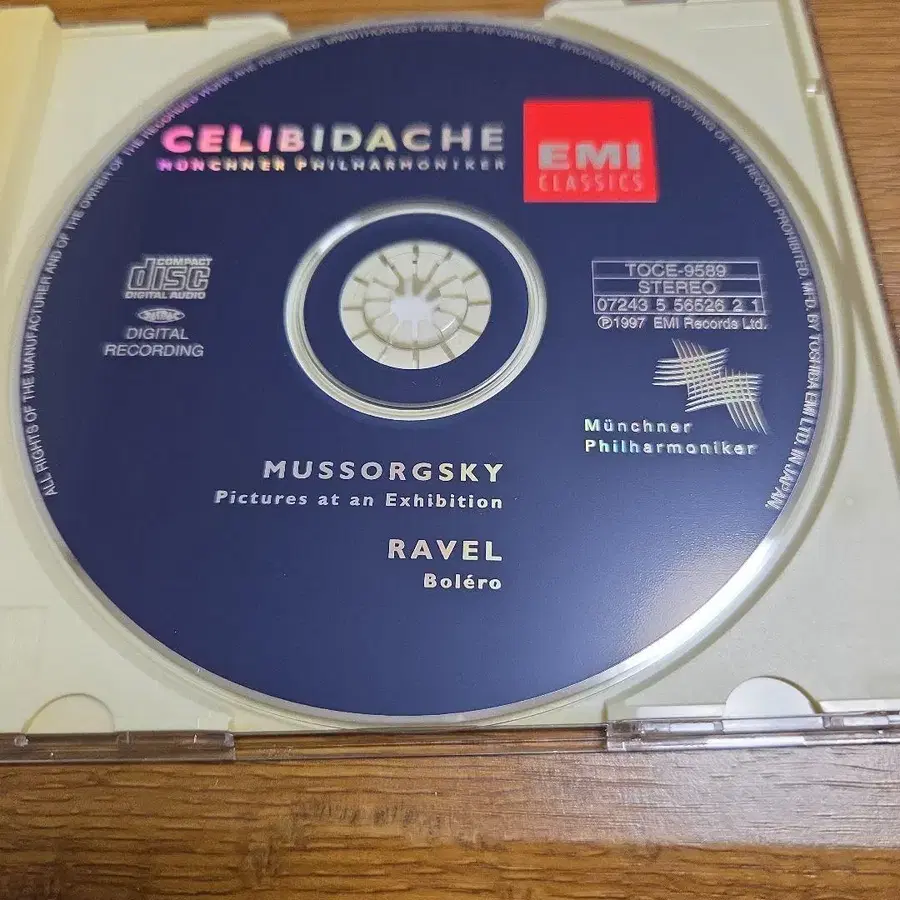 ALL RIGHTS OF THE MANUFACTURER AND OF THE OWNER OF THE RECORDED WORK ARE RESERVED. UNAUTHORIZED PUBLIC PERFORMANCE, BROADCASTING AND COPYING OF THE RECORD PROHIBITED. MFD. BY TOSHIBA EMI LTD. IN JAPAN.
CELIBIDACHE
MÜNCHNER PHILHARMONIKER
EMI
CLASSICS
COMPACT
disc
DIGITAL AUDIO
DIGITAL
RECORDING
TOCE-9589
STEREO
07243 5 56526 2 1
℗1997 EMI Records Ltd.
Münchner
Philharmoniker
MUSSORGSKY
Pictures at an Exhibition
RAVEL
Boléro